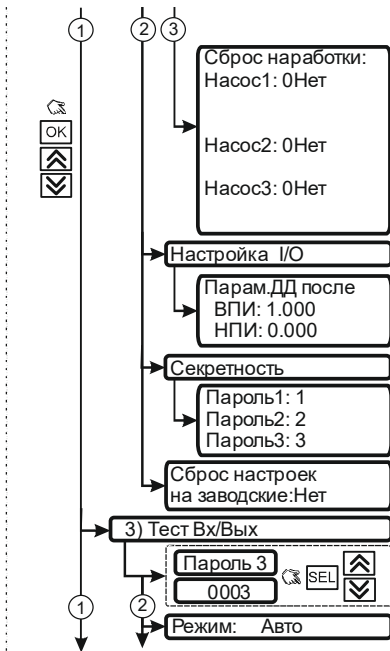 1
2
3
Сброс наработки:
Насос1: 0Нет
OK
Насос2: 0Нет
Насос3: 0Нет
Настройка I/O
Парам.ДД после
ВПИ: 1.000
НПИ: 0.000
Секретность
Пароль1: 1
Пароль2: 2
Пароль3: 3
Сброс настроек
на заводские:Нет
3) Тест Вх/Вых
Пароль 3
SEL
0003
1
2
Режим: Авто